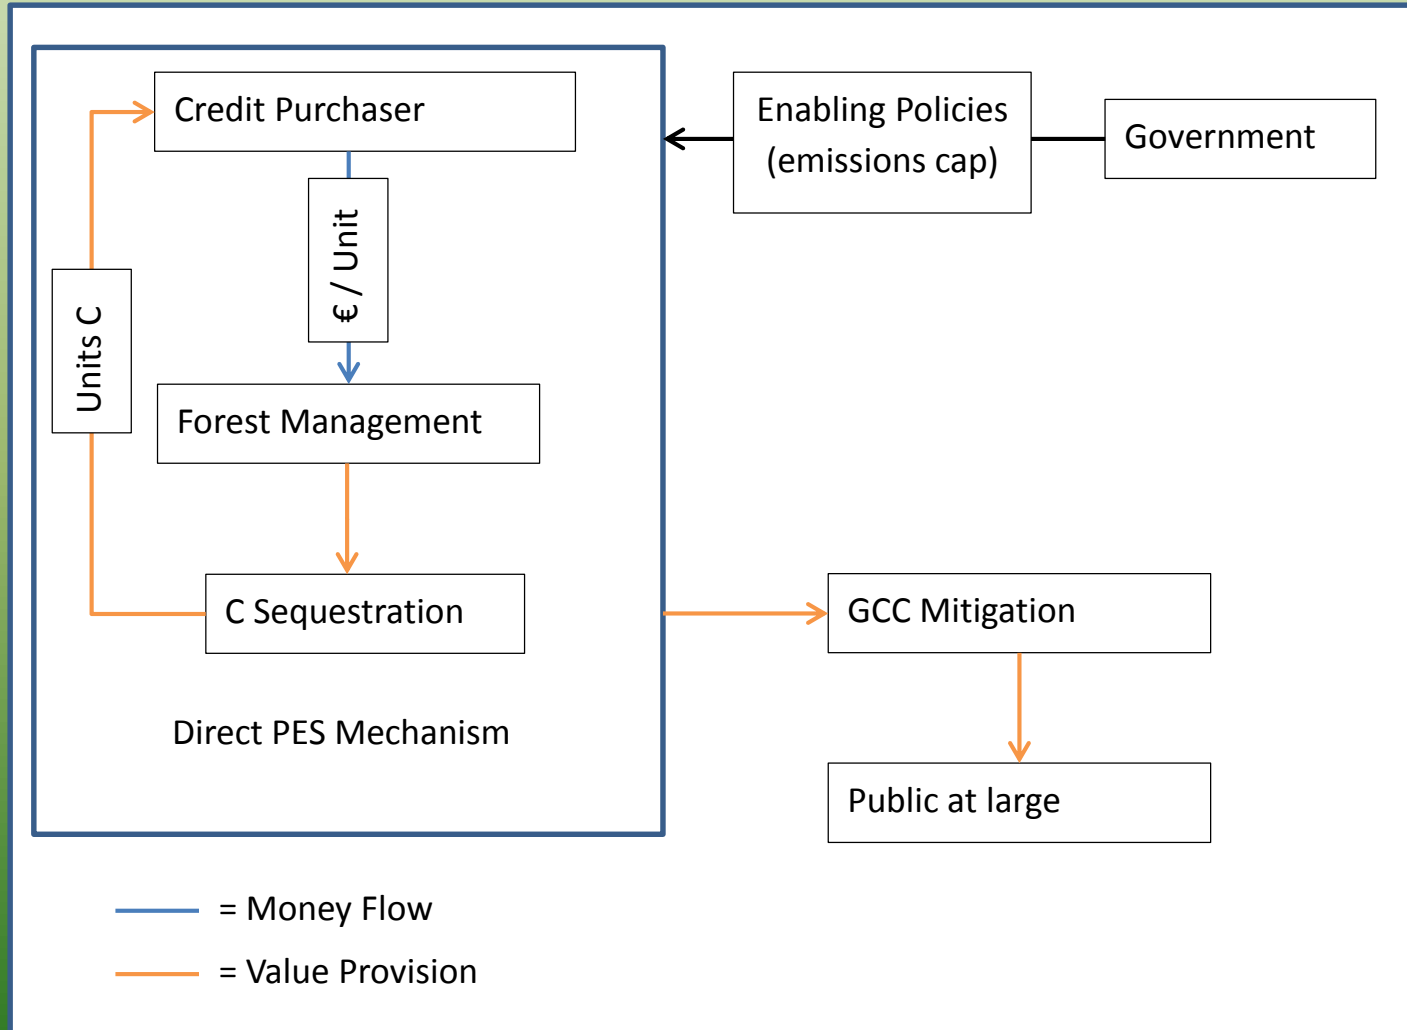 Credit Purchaser
Enabling Policies
(emissions cap)
Government
€ / Unit
Units C
Forest Management
C Sequestration
GCC Mitigation
Direct PES Mechanism
Public at large
= Money Flow
= Value Provision